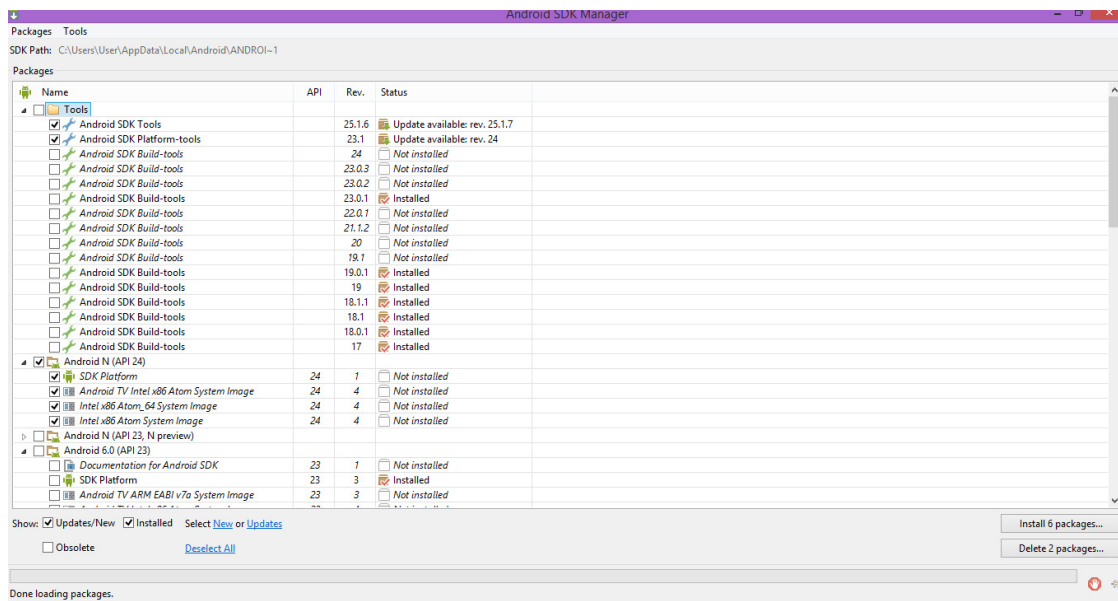 Android SDK Manager
Packages Tools
SDK Path: C:\Users\User\AppData\Local\Android\ANDROI~1
Packages
Name API Rev. Status
Tools
Android SDK Tools 25.1.6 Update available: rev. 25.1.7
Android SDK Platform-tools 23.1 Update available: rev. 24
Android SDK Build-tools 24 Not installed
Android SDK Build-tools 23.0.3 Not installed
Android SDK Build-tools 23.0.2 Not installed
Android SDK Build-tools 23.0.1 Installed
Android SDK Build-tools 22.0.1 Not installed
Android SDK Build-tools 21.1.2 Not installed
Android SDK Build-tools 20 Not installed
Android SDK Build-tools 19.1 Not installed
Android SDK Build-tools 19.0.1 Installed
Android SDK Build-tools 19 Installed
Android SDK Build-tools 18.1.1 Installed
Android SDK Build-tools 18.1 Installed
Android SDK Build-tools 18.0.1 Installed
Android SDK Build-tools 17 Installed
Android N (API 24)
SDK Platform 24 1 Not installed
Android TV Intel x86 Atom System Image 24 4 Not installed
Intel x86 Atom_64 System Image 24 4 Not installed
Intel x86 Atom System Image 24 4 Not installed
Android N (API 23, N preview)
Android 6.0 (API 23)
Documentation for Android SDK 23 1 Not installed
SDK Platform 23 3 Installed
Android TV ARM EABI v7a System Image 23 3 Not installed
Show: Updates/New Installed Select New or Updates Install 6 packages...
Obsolete Deselect All Delete 2 packages...
Done loading packages.